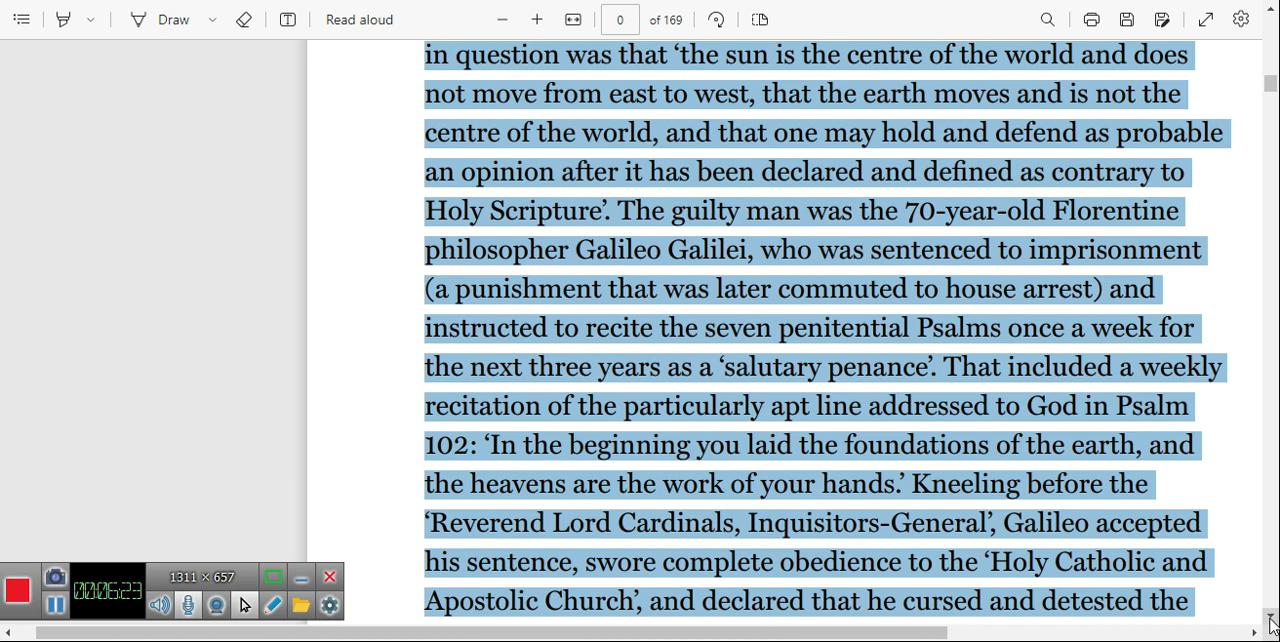 Draw
Read aloud
0
of 169
in question was that ‘the sun is the centre of the world and does
not move from east to west, that the earth moves and is not the
centre of the world, and that one may hold and defend as probable
an opinion after it has been declared and defined as contrary to
Holy Scripture’. The guilty man was the 70-year-old Florentine
philosopher Galileo Galilei, who was sentenced to imprisonment
(a punishment that was later commuted to house arrest) and
instructed to recite the seven penitential Psalms once a week for
the next three years as a ‘salutary penance’. That included a weekly
recitation of the particularly apt line addressed to God in Psalm
102: ‘In the beginning you laid the foundations of the earth, and
the heavens are the work of your hands.’ Kneeling before the
‘Reverend Lord Cardinals, Inquisitors-General’, Galileo accepted
his sentence, swore complete obedience to the ‘Holy Catholic and
Apostolic Church’, and declared that he cursed and detested the
00:06:23
1311 × 657